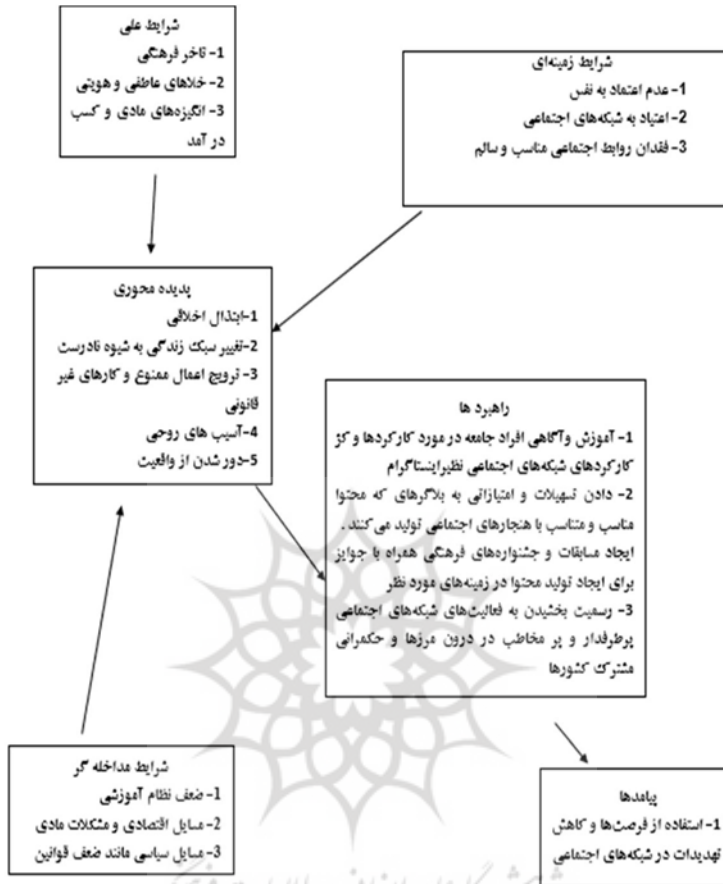 شرایط علی
1- تاخر فرهنگی
2- خلاهای عاطفی و هویتی
3- انگیزه‌های مادی و کسب
در آمد
شرایط زمینه‌ای
1- عدم اعتماد به نفس
2- اعتیاد به شبکه‌های اجتماعی
3- فقدان روابط اجتماعی مناسب و سالم
پدیده محوری
1-ابتذال اخلاقی
2-تغییر سبک زندگی به شیوه نادرست
3- ترویج اعمال ممنوع و کارهای غیر
قانونی
4-آسیب های روحی
5-دور شدن از واقعیت
راهبرد ها
1- آموزش وآگاهی افراد جامعه در مورد کارکردها و کژ
کارکردهای شبکه‌های اجتماعی نظیراینستاگرام
2- دادن تسهیلات و امتیازاتی به بلاگرهای که محتوا
مناسب و متناسب با هنجارهای اجتماعی تولید می کنند .
ایجاد مسابقات و جشنواره‌های فرهنگی همراه با جوایز
برای ایجاد تولید محتوا در زمینه‌های مورد نظر
3- رسمیت بخشیدن به فعالیت‌های شبکه‌های اجتماعی
پرطرفدار و پر مخاطب در درون مرزها و حکمرانی
مشترک کشورها
شرایط مداخله گر
1- ضعف نظام آموزشی
2- مسایل اقتصادی و مشکلات مادی
3- مسایل سیاسی مانند ضعف قوانین
پیامدها
1- استفاده از فرصت‌ها و کاهش
تهدیدات در شبکه‌های اجتماعی